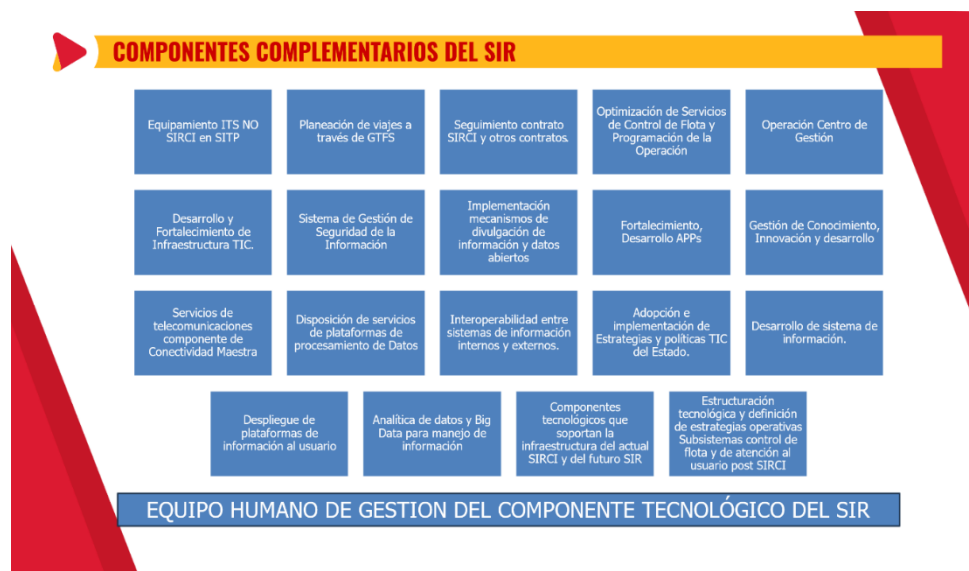 COMPONENTES COMPLEMENTARIOS DEL SIR
Equipamiento ITS NO
SIRCI en SITP
Planeación de viajes a
través de GTFS
Seguimiento contrato
SIRCI y otros contratos.
Optimización de Servicios
de Control de Flota y
Programación de la
Operación
Operación Centro de
Gestión
Desarrollo y
Fortalecimiento de
Infraestructura TIC.
Sistema de Gestión de
Seguridad de la
Información
Implementación
mecanismos de
divulgación de
información y datos
abiertos
Fortalecimiento,
Desarrollo APPs
Gestión de Conocimiento,
Innovación y desarrollo
Servicios de
telecomunicaciones
componente de
Conectividad Maestra
Disposición de servicios
de plataformas de
procesamiento de Datos
Interoperabilidad entre
sistemas de información
internos y externos.
Adopción e
implementación de
Estrategias y políticas TIC
del Estado.
Desarrollo de sistema de
información.
Despliegue de
plataformas de
información al usuario
Analítica de datos y Big
Data para manejo de
información
Componentes
tecnológicos que
soportan la
infraestructura del actual
SIRCI y del futuro SIR
Estructuración
tecnológica y definición
de estrategias operativas
Subsistemas control de
flota y de atención al
usuario post SIRCI
EQUIPO HUMANO DE GESTION DEL COMPONENTE TECNOLÓGICO DEL SIR